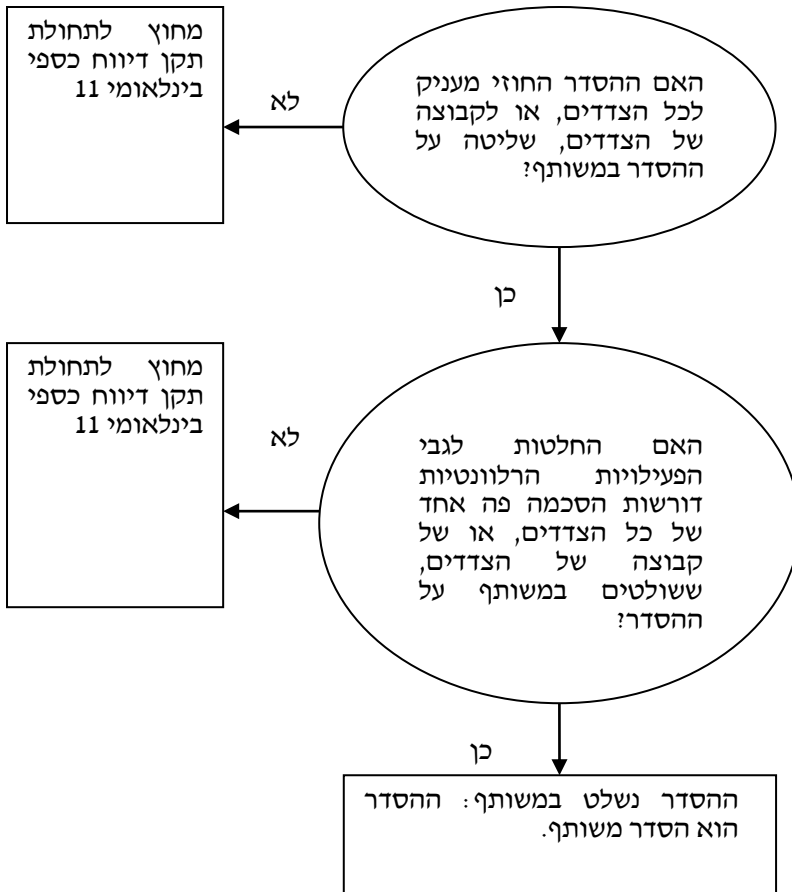 האם ההסדר החוזי מעניק
לכל הצדדים, או לקבוצה
של הצדדים, שליטה על
ההסדר במשותף?
לא
מחוץ לתחולת
תקן דיווח כספי
בינלאומי 11
כן
האם החלטות לגבי
הפעילויות הרלוונטיות
דורשות הסכמה פה אחד
של כל הצדדים, או של
קבוצה של הצדדים,
ששולטים במשותף על
ההסדר?
לא
מחוץ לתחולת
תקן דיווח כספי
בינלאומי 11
כן
ההסדר נשלט במשותף: ההסדר
הוא הסדר משותף.